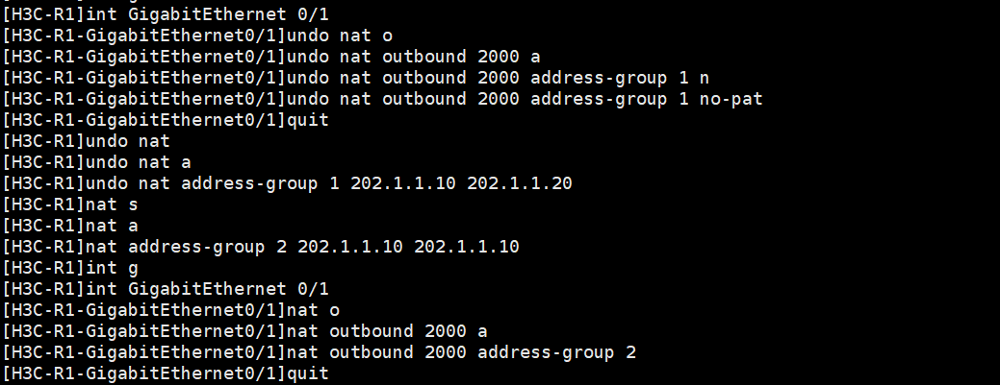 [H3C-R1]int GigabitEthernet 0/1
[H3C-R1-GigabitEthernet0/1]undo nat o
[H3C-R1-GigabitEthernet0/1]undo nat outbound 2000 a
[H3C-R1-GigabitEthernet0/1]undo nat outbound 2000 address-group 1 n
[H3C-R1-GigabitEthernet0/1]undo nat outbound 2000 address-group 1 no-pat
[H3C-R1-GigabitEthernet0/1]quit
[H3C-R1]undo nat
[H3C-R1]undo nat a
[H3C-R1]undo nat address-group 1 202.1.1.10 202.1.1.20
[H3C-R1]nat s
[H3C-R1]nat a
[H3C-R1]nat address-group 2 202.1.1.10 202.1.1.10
[H3C-R1]int g
[H3C-R1]int GigabitEthernet 0/1
[H3C-R1-GigabitEthernet0/1]nat o
[H3C-R1-GigabitEthernet0/1]nat outbound 2000 a
[H3C-R1-GigabitEthernet0/1]nat outbound 2000 address-group 2
[H3C-R1-GigabitEthernet0/1]quit